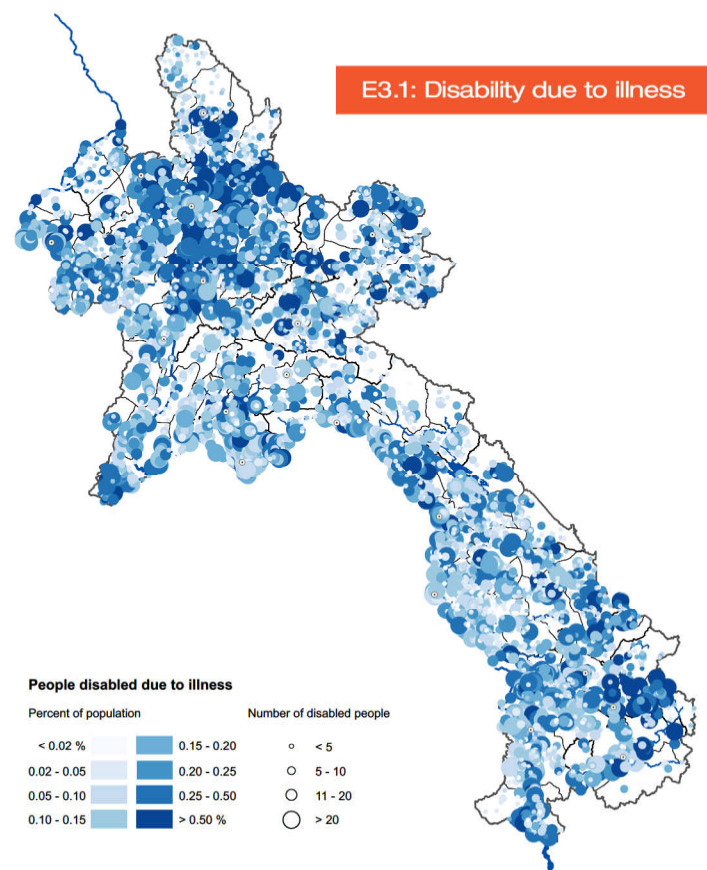 E3.1: Disability due to illness
People disabled due to illness
Percent of population
Number of disabled people
< 0.02 %
0.15 - 0.20
< 5
0.02 - 0.05
0.20 - 0.25
5 - 10
0.05 - 0.10
0.25 - 0.50
11 - 20
0.10 - 0.15
> 0.50 %
> 20